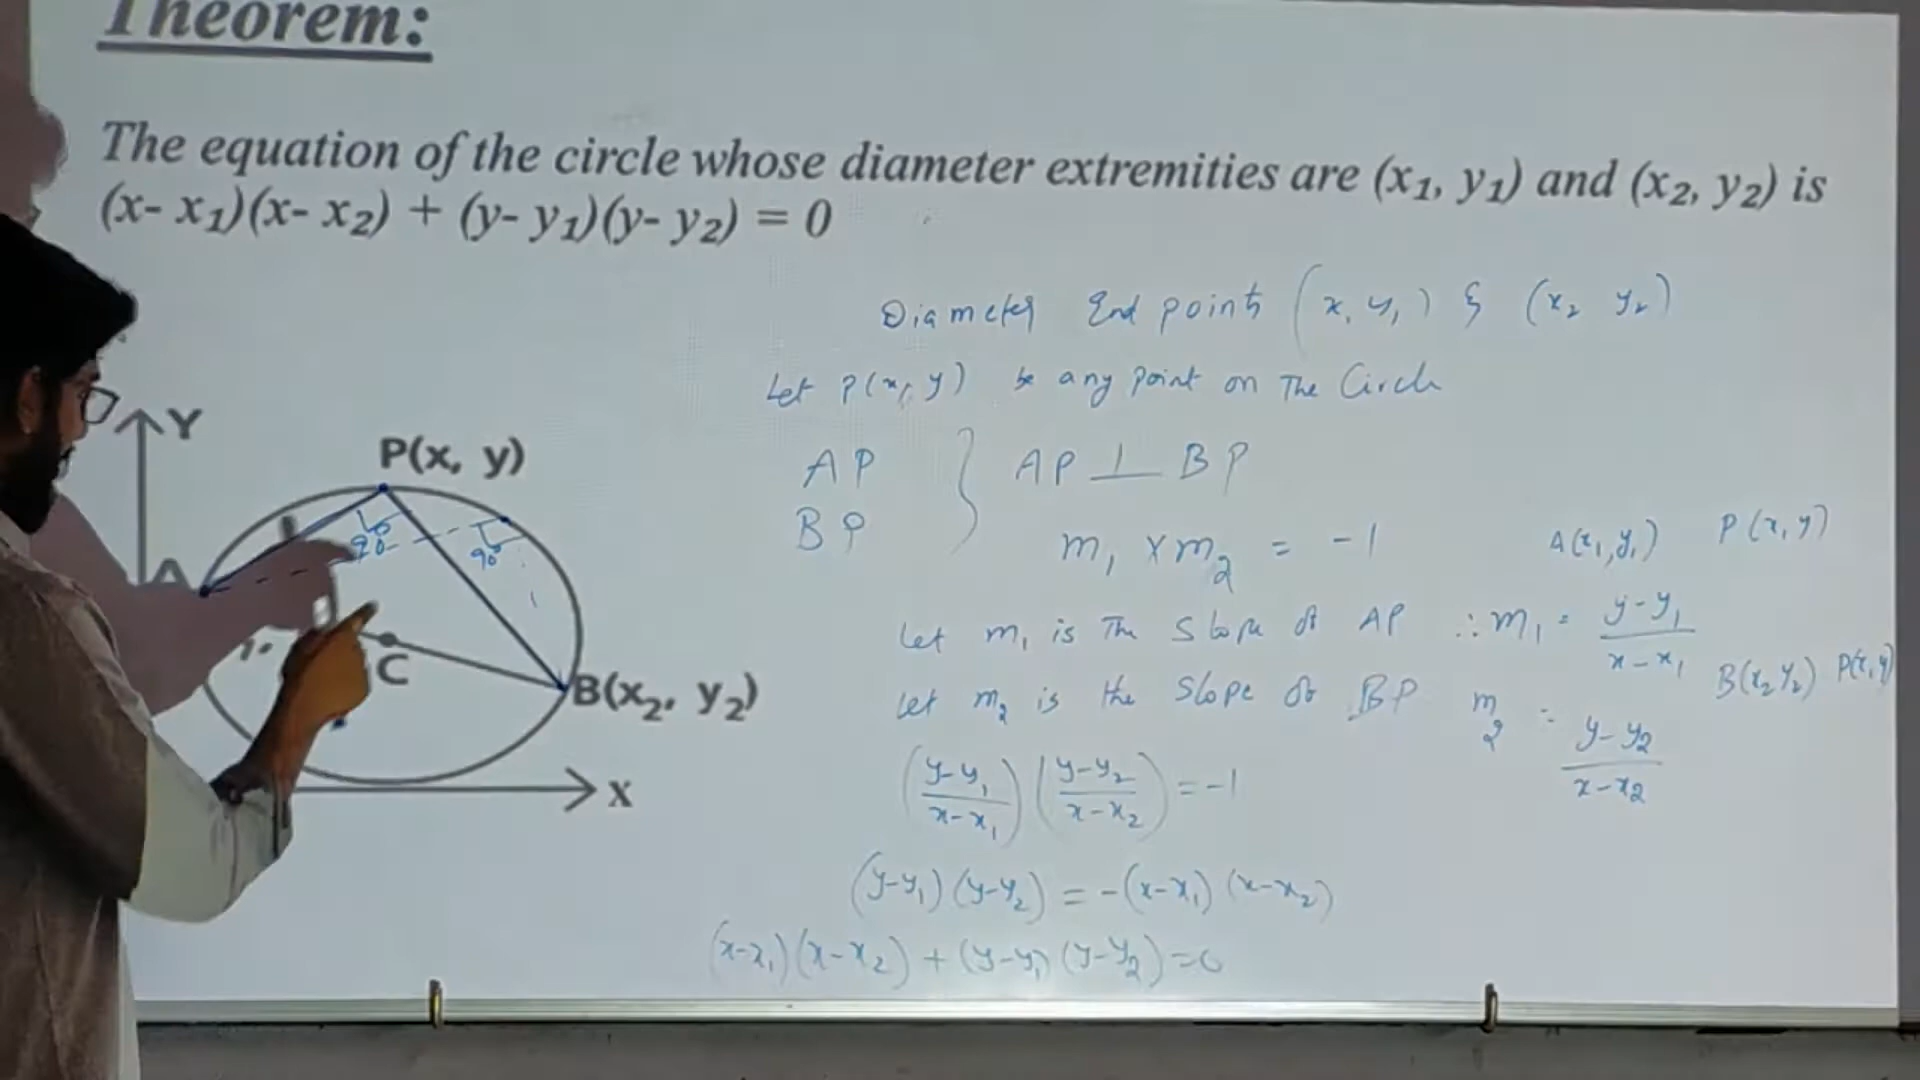 Theorem:
The equation of the circle whose diameter extremities are (x₁, y₁) and (x₂, y₂) is
(x- x₁)(x- x₂) + (y- y₁)(y- y₂) = 0
Diameter End points (x₁ y₁) & (x₂ y₂)
Let P(x, y) be any point on The Circle
Y
P(x, y)
90°
90°
A
C
B(x₂, y₂)
X
AP } AP ⊥ BP
BP
m₁ × m₂ = -1
A(x₁,y₁) P(x,y)
Let m₁ is The Slope of AP ∴ m₁ = y-y₁/x-x₁
B(x₂ y₂) P(x,y)
Let m₂ is the Slope of BP m₂ = y-y₂/x-x₂
(y-y₁/x-x₁) (y-y₂/x-x₂) = -1
(y-y₁) (y-y₂) = -(x-x₁) (x-x₂)
(x-x₁) (x-x₂) + (y-y₁) (y-y₂) = 0